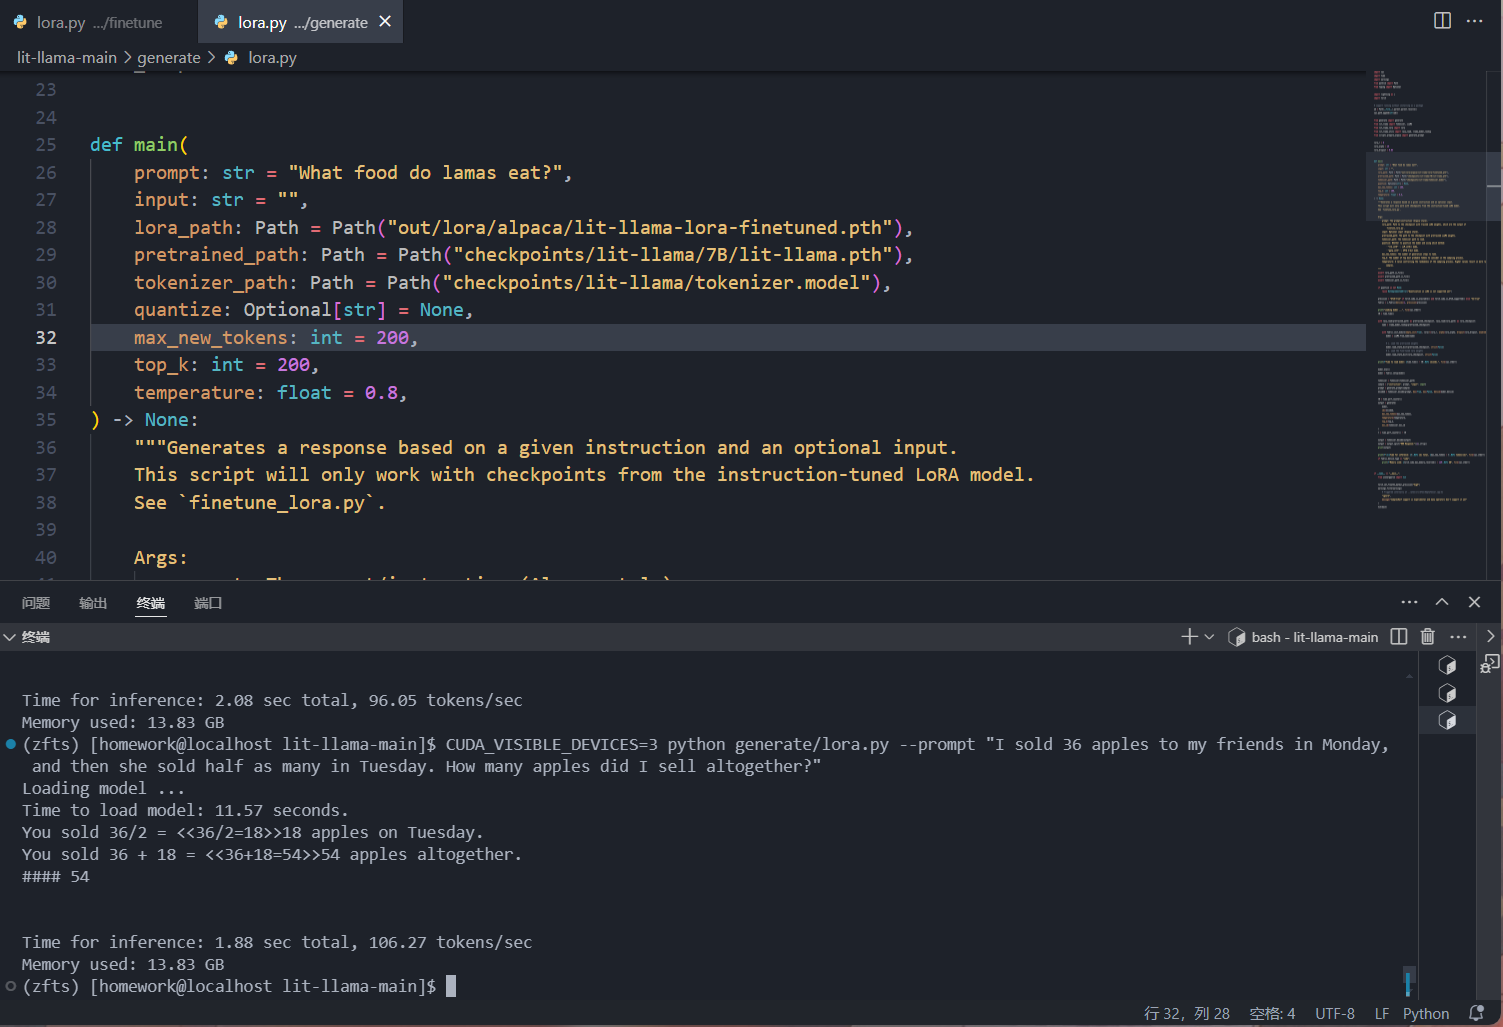 lora.py .../finetune
lora.py .../generate
lit-llama-main > generate > lora.py
23
24
25 def main(
26 prompt: str = "What food do lamas eat?",
27 input: str = "",
28 lora_path: Path = Path("out/lora/alpaca/lit-llama-lora-finetuned.pth"),
29 pretrained_path: Path = Path("checkpoints/lit-llama/7B/lit-llama.pth"),
30 tokenizer_path: Path = Path("checkpoints/lit-llama/tokenizer.model"),
31 quantize: Optional[str] = None,
32 max_new_tokens: int = 200,
33 top_k: int = 200,
34 temperature: float = 0.8,
35 ) -> None:
36 """Generates a response based on a given instruction and an optional input.
37 This script will only work with checkpoints from the instruction-tuned LoRA model.
38 See `finetune_lora.py`.
39
40 Args:
问题 输出 终端 端口
终端
bash - lit-llama-main
Time for inference: 2.08 sec total, 96.05 tokens/sec
Memory used: 13.83 GB
(zfts) [homework@localhost lit-llama-main]$ CUDA_VISIBLE_DEVICES=3 python generate/lora.py --prompt "I sold 36 apples to my friends in Monday,
and then she sold half as many in Tuesday. How many apples did I sell altogether?"
Loading model ...
Time to load model: 11.57 seconds.
You sold 36/2 = <<36/2=18>>18 apples on Tuesday.
You sold 36 + 18 = <<36+18=54>>54 apples altogether.
#### 54
Time for inference: 1.88 sec total, 106.27 tokens/sec
Memory used: 13.83 GB
(zfts) [homework@localhost lit-llama-main]$
行 32，列 28 空格: 4 UTF-8 LF Python